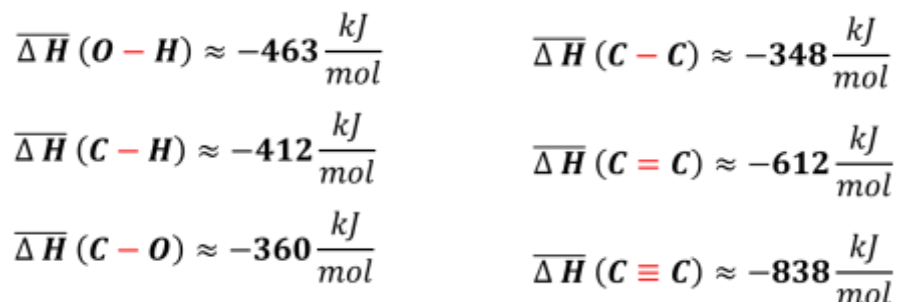 ΔH̅ (O − H) ≈ −463 kJ/mol
ΔH̅ (C − H) ≈ −412 kJ/mol
ΔH̅ (C − O) ≈ −360 kJ/mol
ΔH̅ (C − C) ≈ −348 kJ/mol
ΔH̅ (C = C) ≈ −612 kJ/mol
ΔH̅ (C ≡ C) ≈ −838 kJ/mol